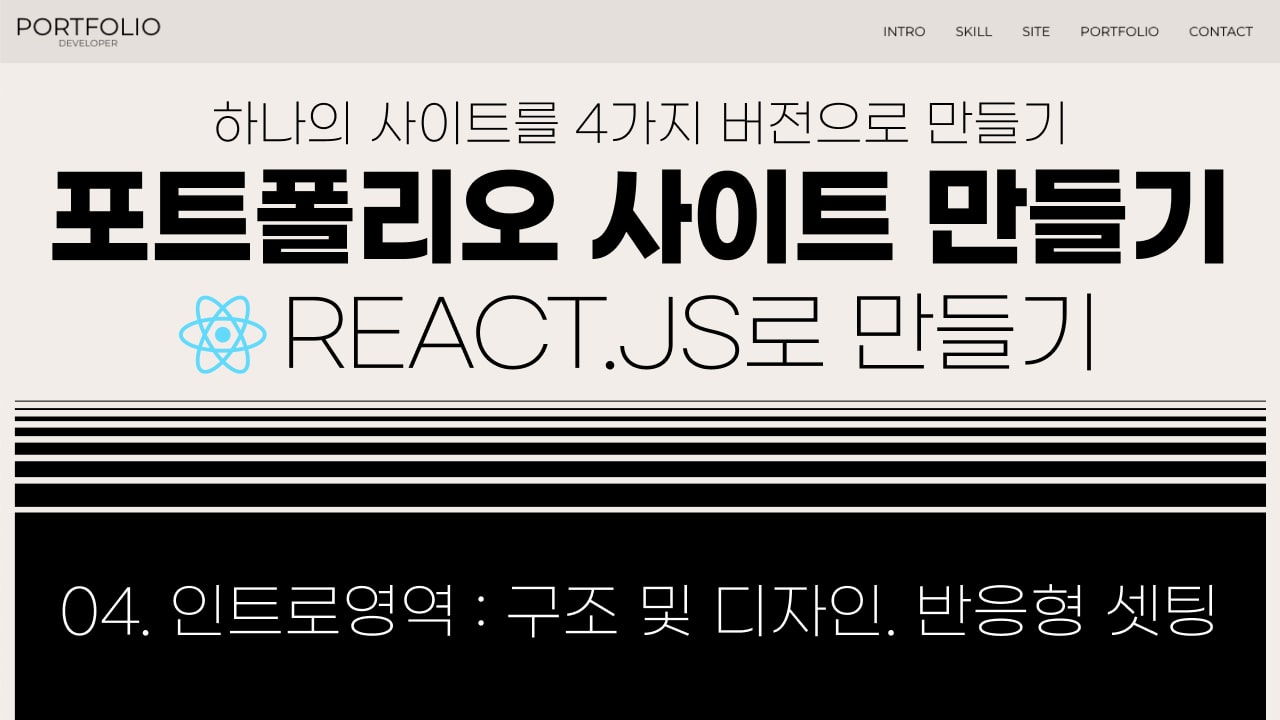 PORTFOLIO
DEVELOPER
INTRO SKILL SITE PORTFOLIO CONTACT
하나의 사이트를 4가지 버전으로 만들기
포트폴리오 사이트 만들기
REACT.JS로 만들기
04. 인트로영역 : 구조 및 디자인. 반응형 셋팅